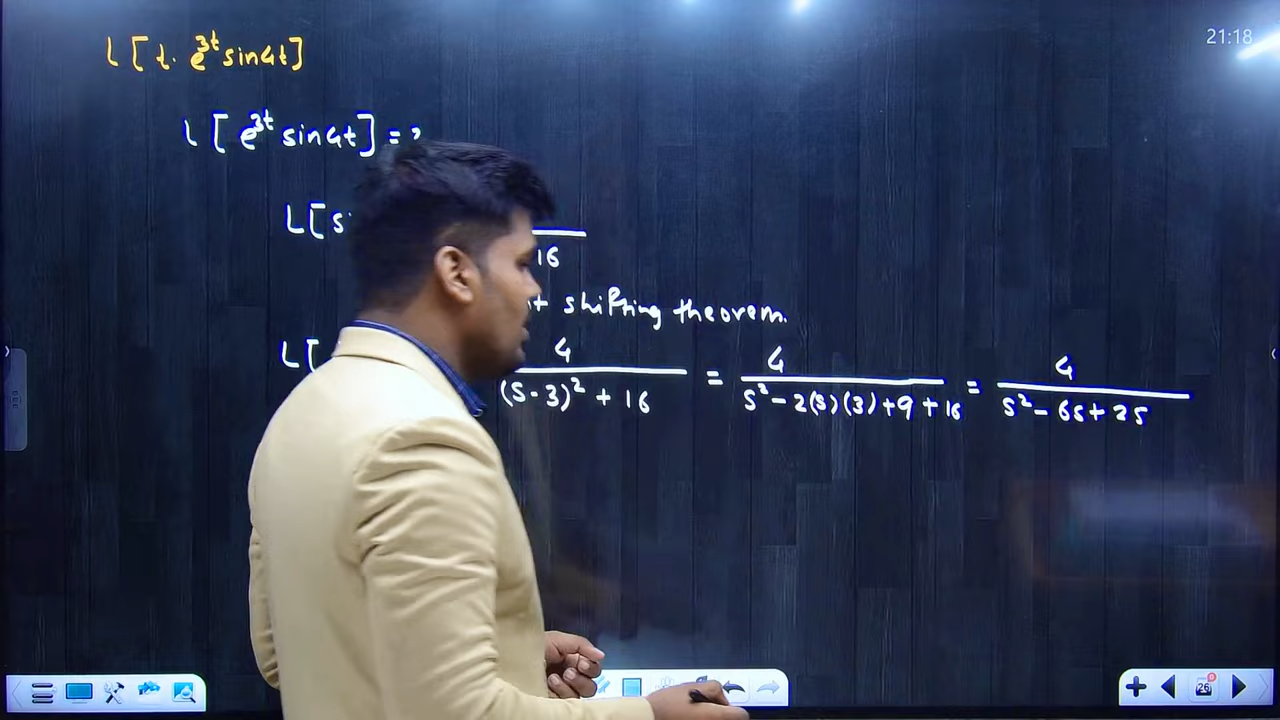 21:18
L[t. e^3t sin4t]
L[e^3t sin4t] = ?
L[s
16
shifting theorem.
L[ 4/((s-3)^2 + 16) = 4/(s^2 - 2(s)(3) + 9 + 16) = 4/(s^2 - 6s + 25)
26